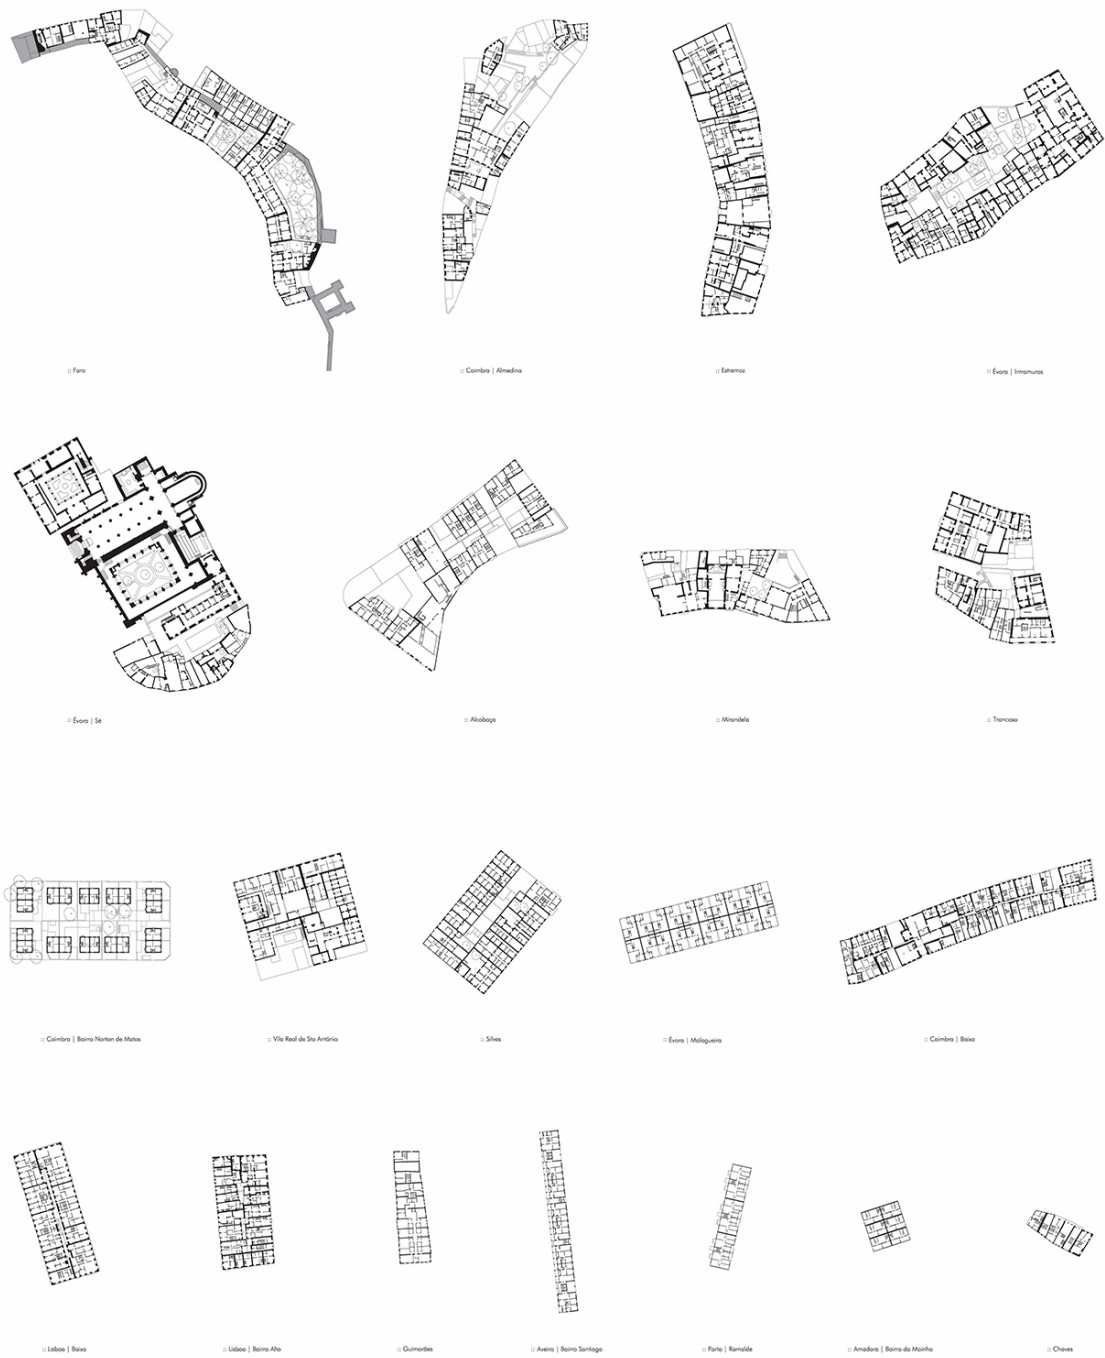 :: Faro
:: Coimbra | Almedina
:: Estremoz
:: Évora | Intramuros
:: Évora | Sé
:: Alcobaça
:: Mirandela
:: Trancoso
:: Coimbra | Bairro Norton de Matos
:: Vila Real de Sto António
:: Silves
:: Évora | Malagueira
:: Coimbra | Baixa
:: Lisboa | Baixa
:: Lisboa | Bairro Alto
:: Guimarães
:: Aveiro | Bairro Santiago
:: Porto | Ramalde
:: Amadora | Bairro do Moinho
:: Chaves